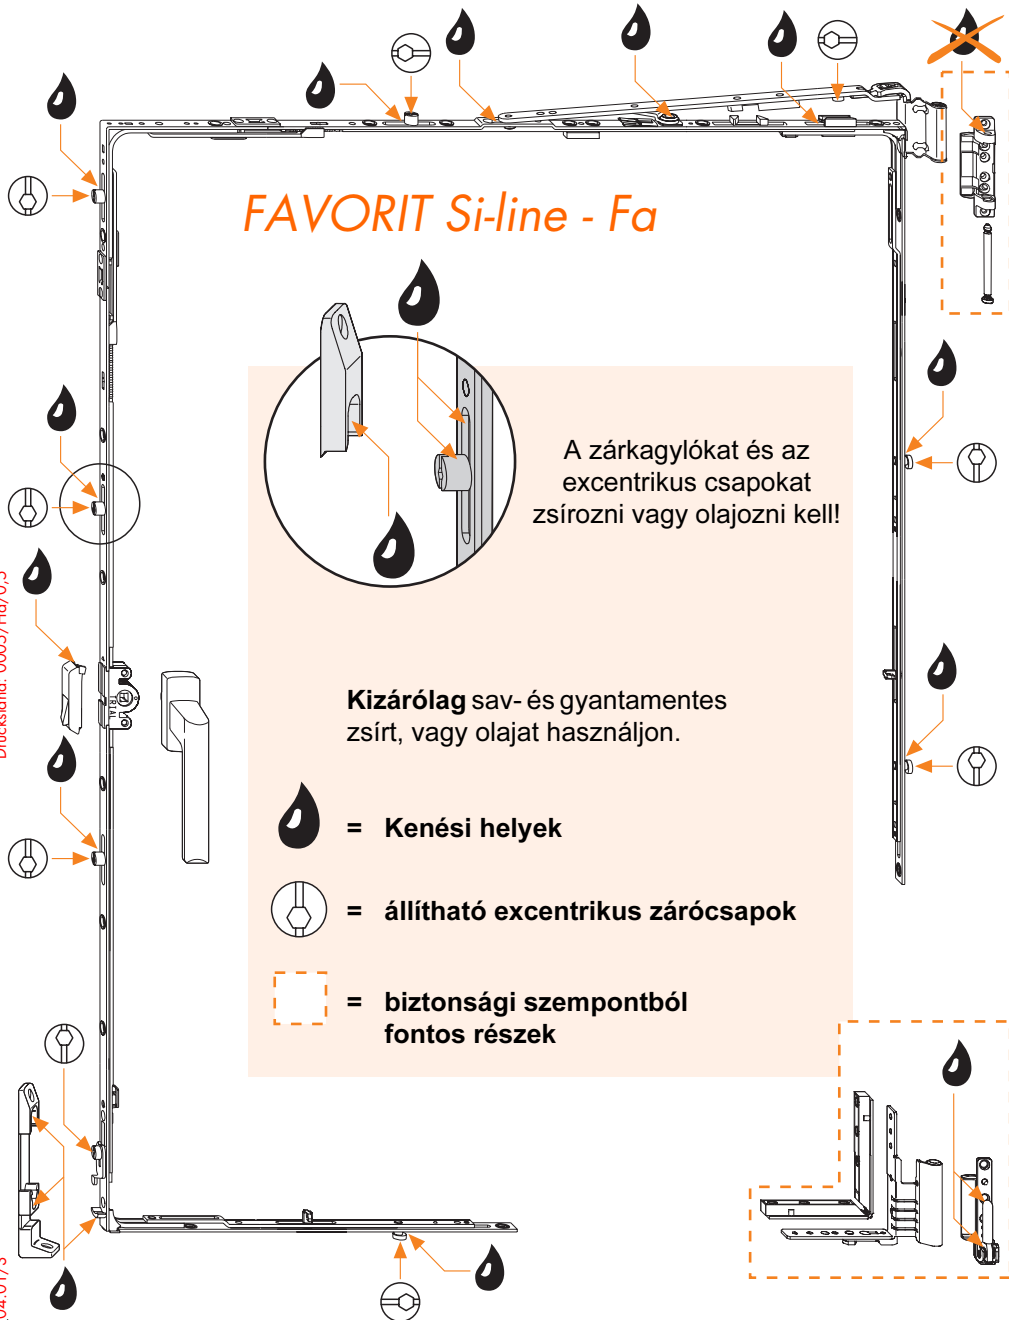 FAVORIT Si-line - Fa
A zárkagylókat és az
excentrikus csapokat
zsírozni vagy olajozni kell!
Kizárólag sav- és gyantamentes
zsírt, vagy olajat használjon.
= Kenési helyek
= állítható excentrikus zárócsapok
= biztonsági szempontból
fontos részek
TRIAL